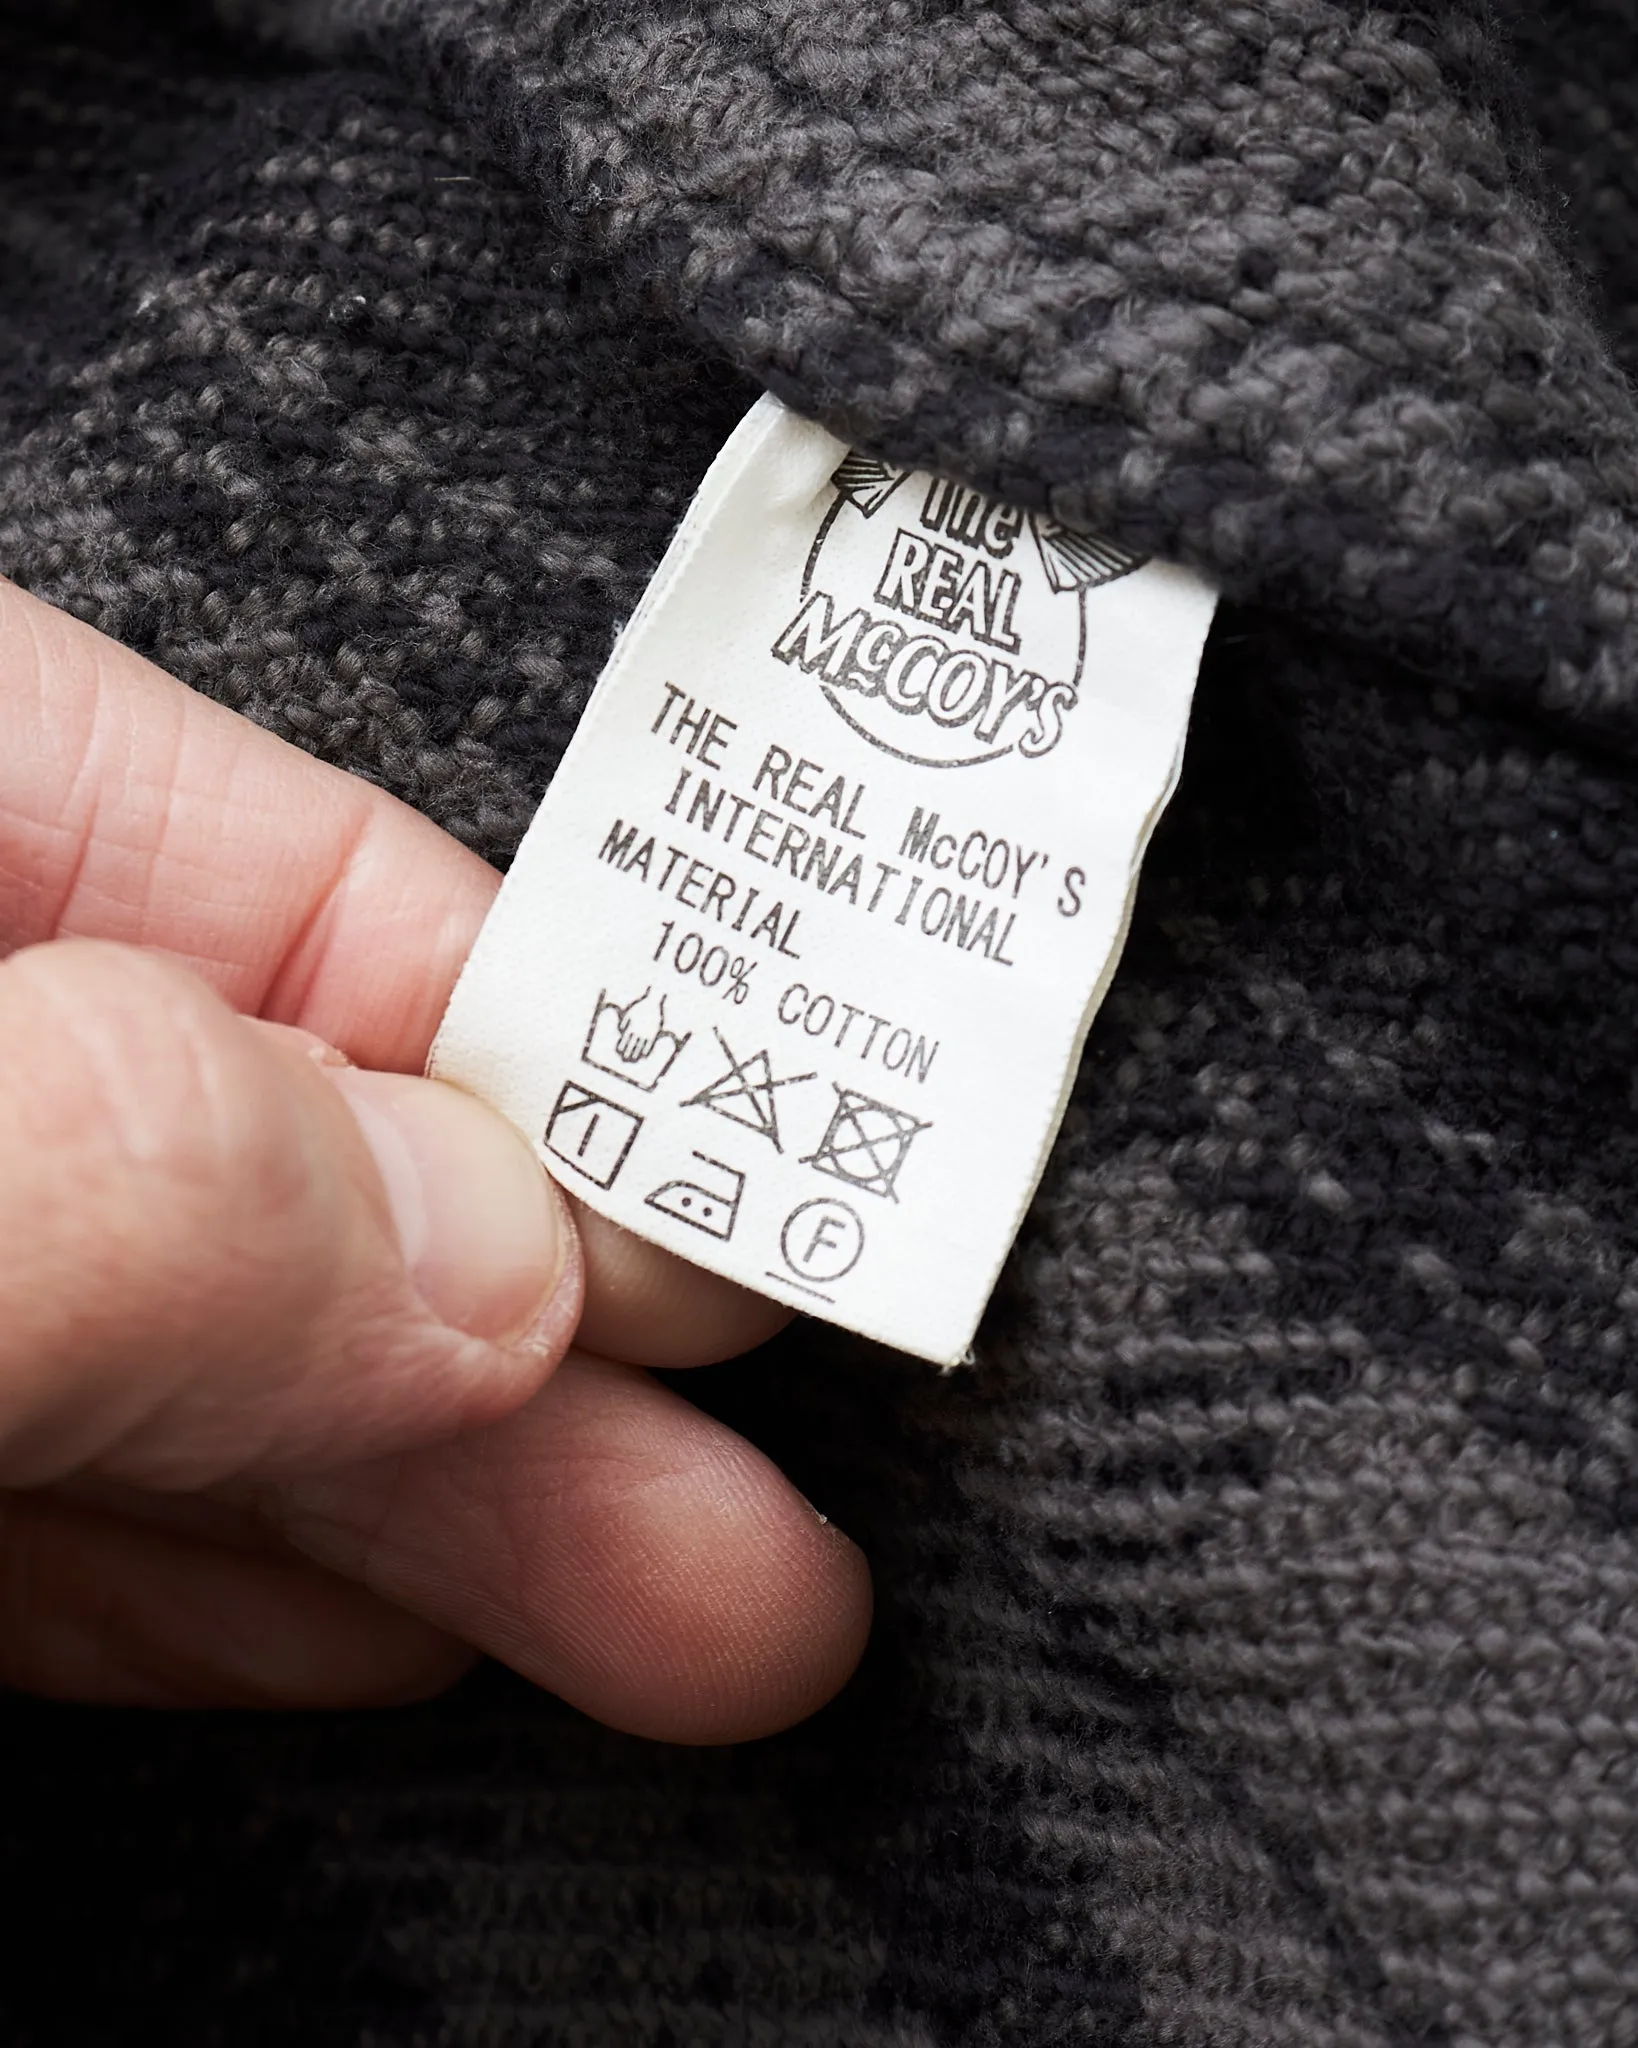 The
REAL
McCOY'S
THE REAL McCOY'S
INTERNATIONAL
MATERIAL
100% COTTON
F